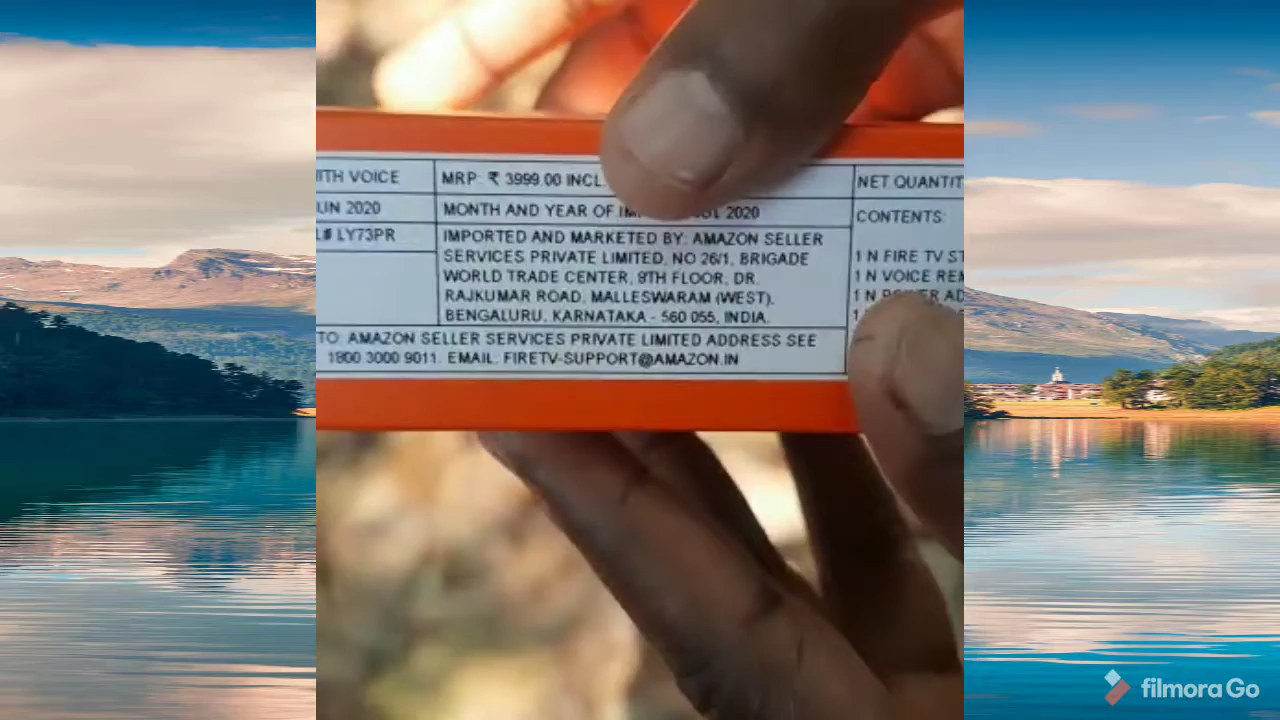 ITH VOICE
MRP: ₹ 3999.00 INCL.
NET QUANTIT
UN 2020
MONTH AND YEAR OF 2020
CONTENTS:
L# LY73PR
IMPORTED AND MARKETED BY: AMAZON SELLER
SERVICES PRIVATE LIMITED, NO 26/1, BRIGADE
WORLD TRADE CENTER, 8TH FLOOR, DR.
RAJKUMAR ROAD, MALLESWARAM (WEST),
BENGALURU, KARNATAKA - 560 055, INDIA.
1 N FIRE TV ST
1 N VOICE REM
1 N AD
TO: AMAZON SELLER SERVICES PRIVATE LIMITED ADDRESS SEE
1800 3000 9011. EMAIL: FIRETV-SUPPORT@AMAZON.IN
filmoraGo